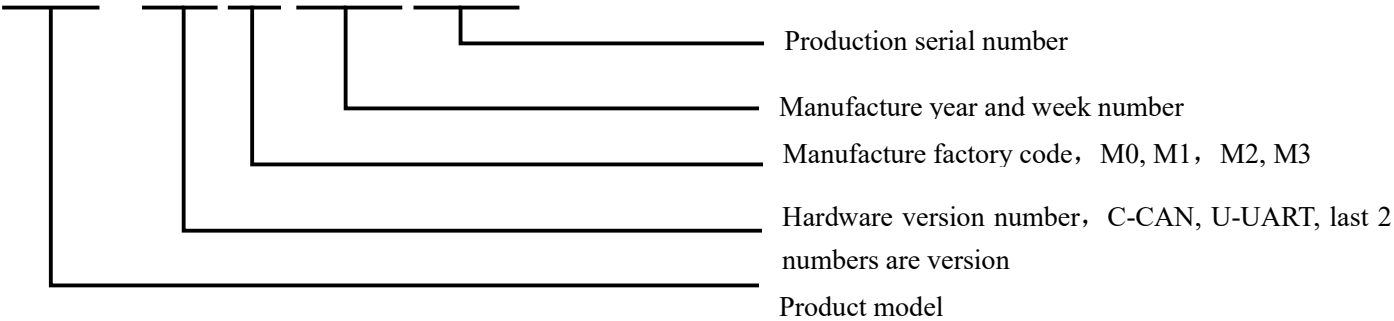 Production serial number
Manufacture year and week number
Manufacture factory code，M0, M1，M2, M3
Hardware version number，C-CAN, U-UART, last 2
numbers are version
Product model